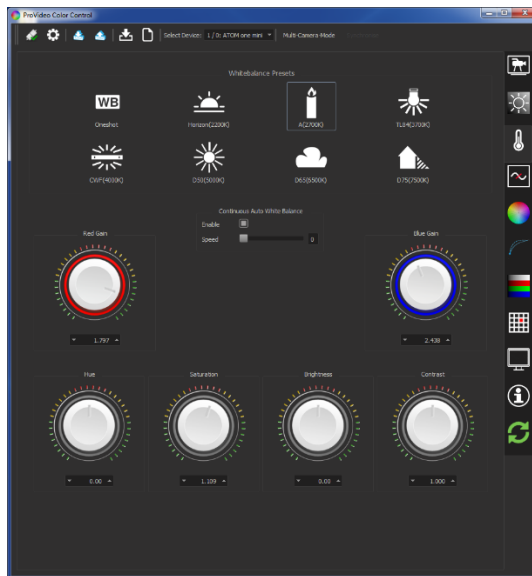 ProVideo Color Control
Select Device: 1 / 0: ATOM one mini Multi-Camera-Mode
Whitebalance Presets
WB
Oneshot Horizon(2200K) A(2700K) TL84(3700K)
CWF(4000K) D50(5000K) D65(6500K) D75(7500K)
Continuous Auto White Balance
Enable
Speed 0
Red Gain Blue Gain
1.797 2.438
Hue Saturation Brightness Contrast
0.00 1.109 0.00 1.000